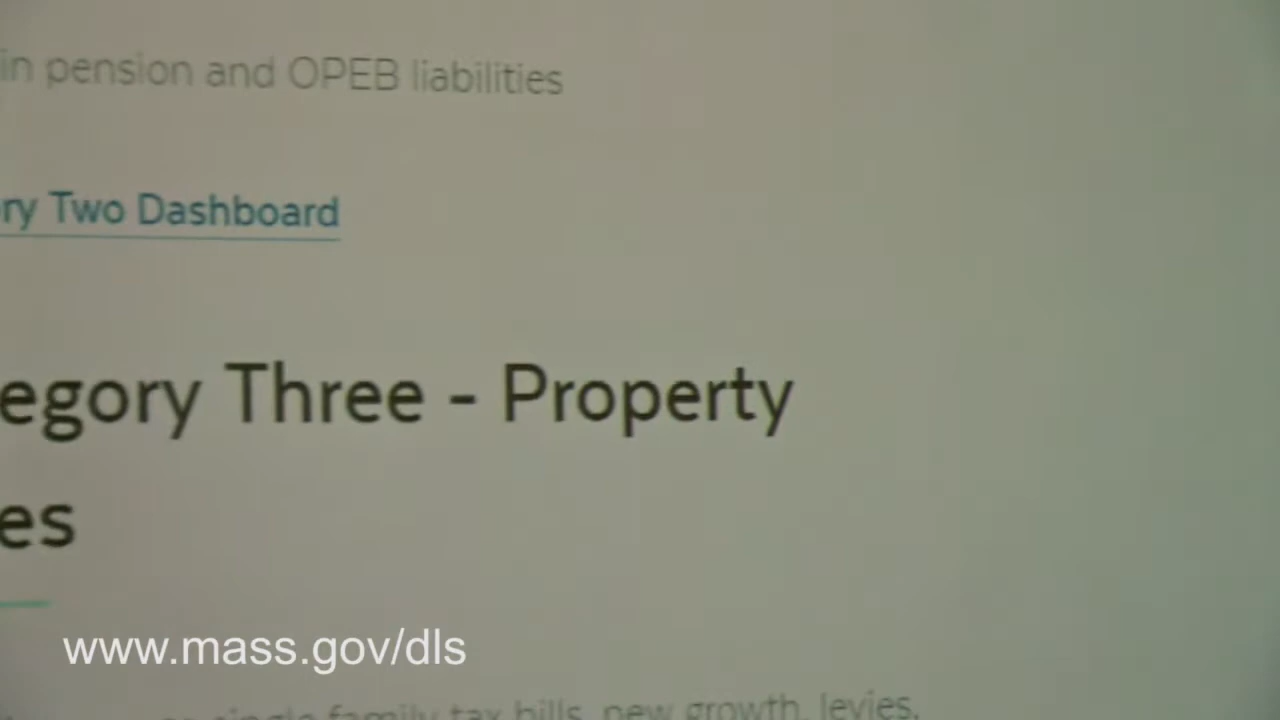 in pension and OPEB liabilities
ry Two Dashboard
egory Three - Property
es
www.mass.gov/dls
single family tax bills, new growth, levies,